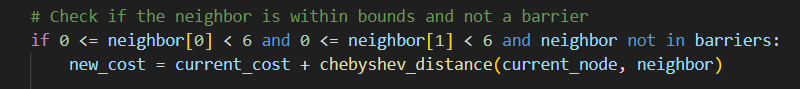 # Check if the neighbor is within bounds and not a barrier
if 0 <= neighbor[0] < 6 and 0 <= neighbor[1] < 6 and neighbor not in barriers:
new_cost = current_cost + chebyshev_distance(current_node, neighbor)